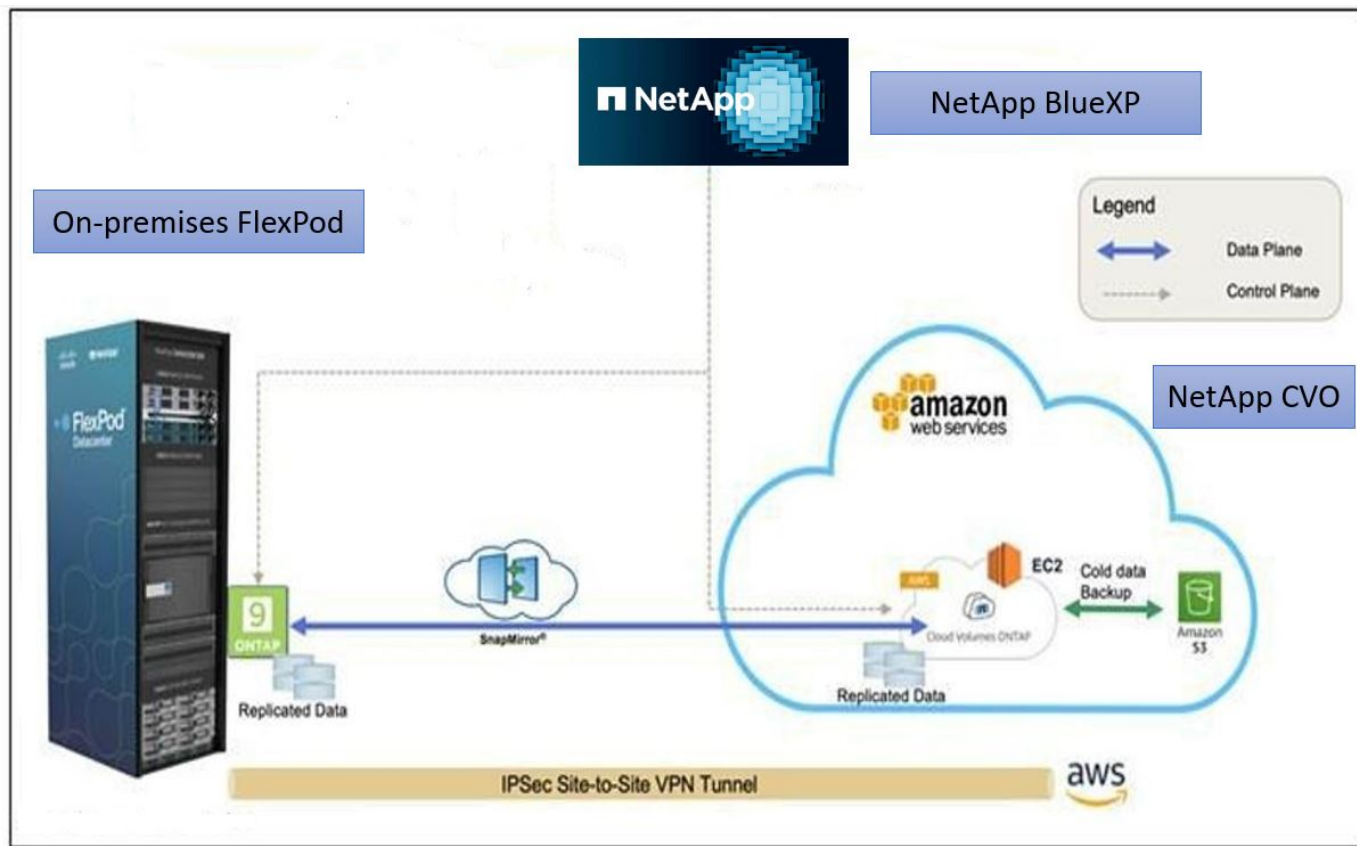 NetApp
NetApp BlueXP
On-premises FlexPod
Legend
Data Plane
Control Plane
NetApp CVO
amazon
web services
FlexPod
Datacenter
EC2
AWS
Cold data
Backup
9
ONTAP
SnapMirror®
Cloud Volumes ONTAP
Amazon
S3
Replicated Data
Replicated Data
IPSec Site-to-Site VPN Tunnel
aws